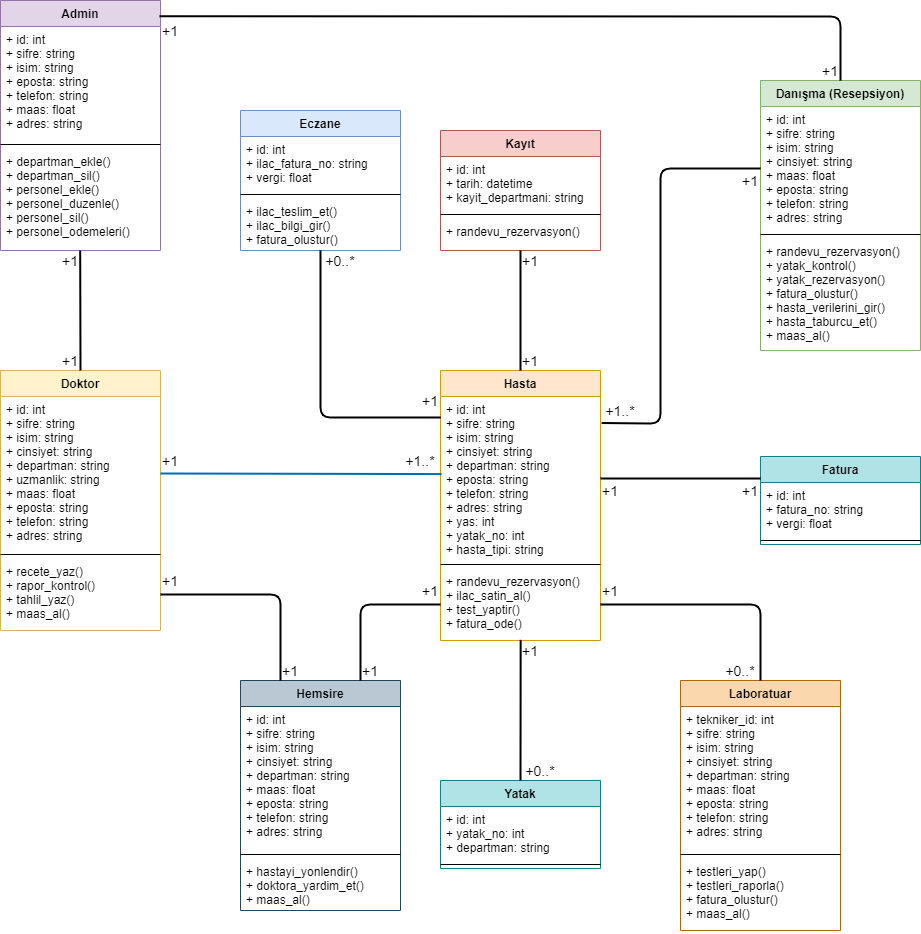 Admin
+ id: int
+ sifre: string
+ isim: string
+ eposta: string
+ telefon: string
+ maas: float
+ adres: string
+ departman_ekle()
+ departman_sil()
+ personel_ekle()
+ personel_duzenle()
+ personel_sil()
+ personel_odemeleri()
+1
+1
Danışma (Resepsiyon)
+ id: int
+ sifre: string
+ isim: string
+ cinsiyet: string
+ maas: float
+ eposta: string
+ telefon: string
+ adres: string
+ randevu_rezervasyon()
+ yatak_kontrol()
+ yatak_rezervasyon()
+ fatura_olustur()
+ hasta_verilerini_gir()
+ hasta_taburcu_et()
+ maas_al()
+1
+1..*
Eczane
+ id: int
+ ilac_fatura_no: string
+ vergi: float
+ ilac_teslim_et()
+ ilac_bilgi_gir()
+ fatura_olustur()
+0..*
+1
Kayıt
+ id: int
+ tarih: datetime
+ kayit_departmani: string
+ randevu_rezervasyon()
+1
+1
+1
+1
Doktor
+ id: int
+ sifre: string
+ isim: string
+ cinsiyet: string
+ departman: string
+ uzmanlik: string
+ maas: float
+ eposta: string
+ telefon: string
+ adres: string
+ recete_yaz()
+ rapor_kontrol()
+ tahlil_yaz()
+ maas_al()
+1
+1..*
+1
+1
Hasta
+ id: int
+ sifre: string
+ isim: string
+ cinsiyet: string
+ departman: string
+ eposta: string
+ telefon: string
+ adres: string
+ yas: int
+ yatak_no: int
+ hasta_tipi: string
+ randevu_rezervasyon()
+ ilac_satin_al()
+ test_yaptir()
+ fatura_ode()
+1
+1
Fatura
+ id: int
+ fatura_no: string
+ vergi: float
+1
+1
Hemsire
+ id: int
+ sifre: string
+ isim: string
+ cinsiyet: string
+ departman: string
+ maas: float
+ eposta: string
+ telefon: string
+ adres: string
+ hastayi_yonlendir()
+ doktora_yardim_et()
+ maas_al()
+1
+0..*
Yatak
+ id: int
+ yatak_no: int
+ departman: string
+1
+0..*
Laboratuar
+ tekniker_id: int
+ sifre: string
+ isim: string
+ cinsiyet: string
+ departman: string
+ maas: float
+ eposta: string
+ telefon: string
+ adres: string
+ testleri_yap()
+ testleri_raporla()
+ fatura_olustur()
+ maas_al()